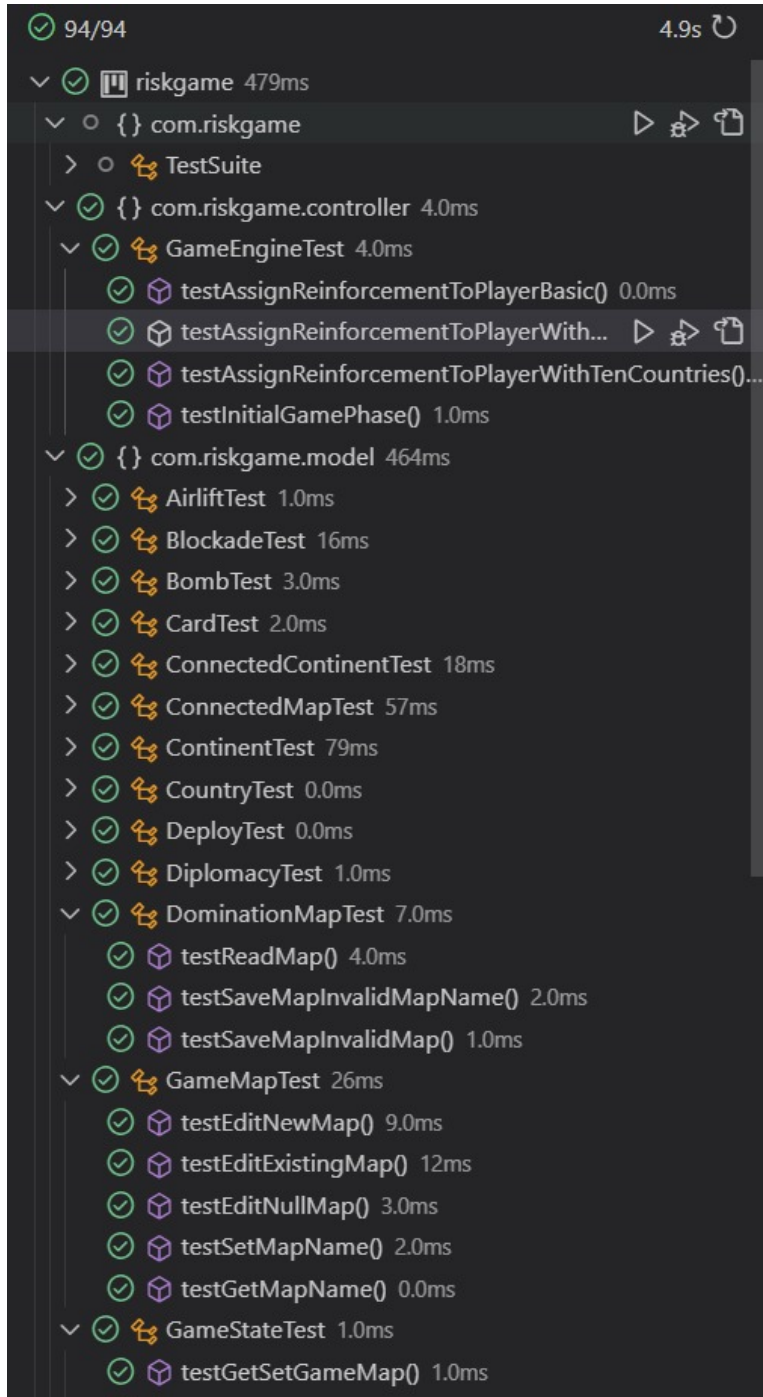 94/94 4.9s
riskgame 479ms
{} com.riskgame
TestSuite
{} com.riskgame.controller 4.0ms
GameEngineTest 4.0ms
testAssignReinforcementToPlayerBasic() 0.0ms
testAssignReinforcementToPlayerWith...
testAssignReinforcementToPlayerWithTenCountries()...
testInitialGamePhase() 1.0ms
{} com.riskgame.model 464ms
AirliftTest 1.0ms
BlockadeTest 16ms
BombTest 3.0ms
CardTest 2.0ms
ConnectedContinentTest 18ms
ConnectedMapTest 57ms
ContinentTest 79ms
CountryTest 0.0ms
DeployTest 0.0ms
DiplomacyTest 1.0ms
DominationMapTest 7.0ms
testReadMap() 4.0ms
testSaveMapInvalidMapName() 2.0ms
testSaveMapInvalidMap() 1.0ms
GameMapTest 26ms
testEditNewMap() 9.0ms
testEditExistingMap() 12ms
testEditNullMap() 3.0ms
testSetMapName() 2.0ms
testGetMapName() 0.0ms
GameStateTest 1.0ms
testGetSetGameMap() 1.0ms